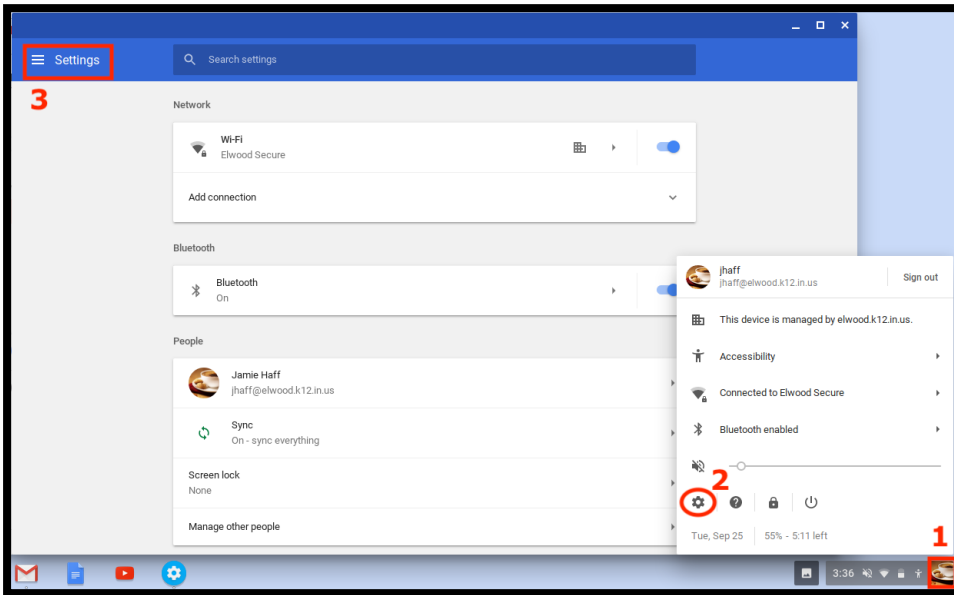 Settings
Search settings
3
Network
Wi-Fi
Elwood Secure
Add connection
Bluetooth
Bluetooth
On
People
Jamie Haff
jhaff@elwood.k12.in.us
Sync
On - sync everything
Screen lock
None
Manage other people
jhaff
jhaff@elwood.k12.in.us
Sign out
This device is managed by elwood.k12.in.us.
Accessibility
Connected to Elwood Secure
Bluetooth enabled
2
Tue, Sep 25
55% - 5:11 left
1
3:36